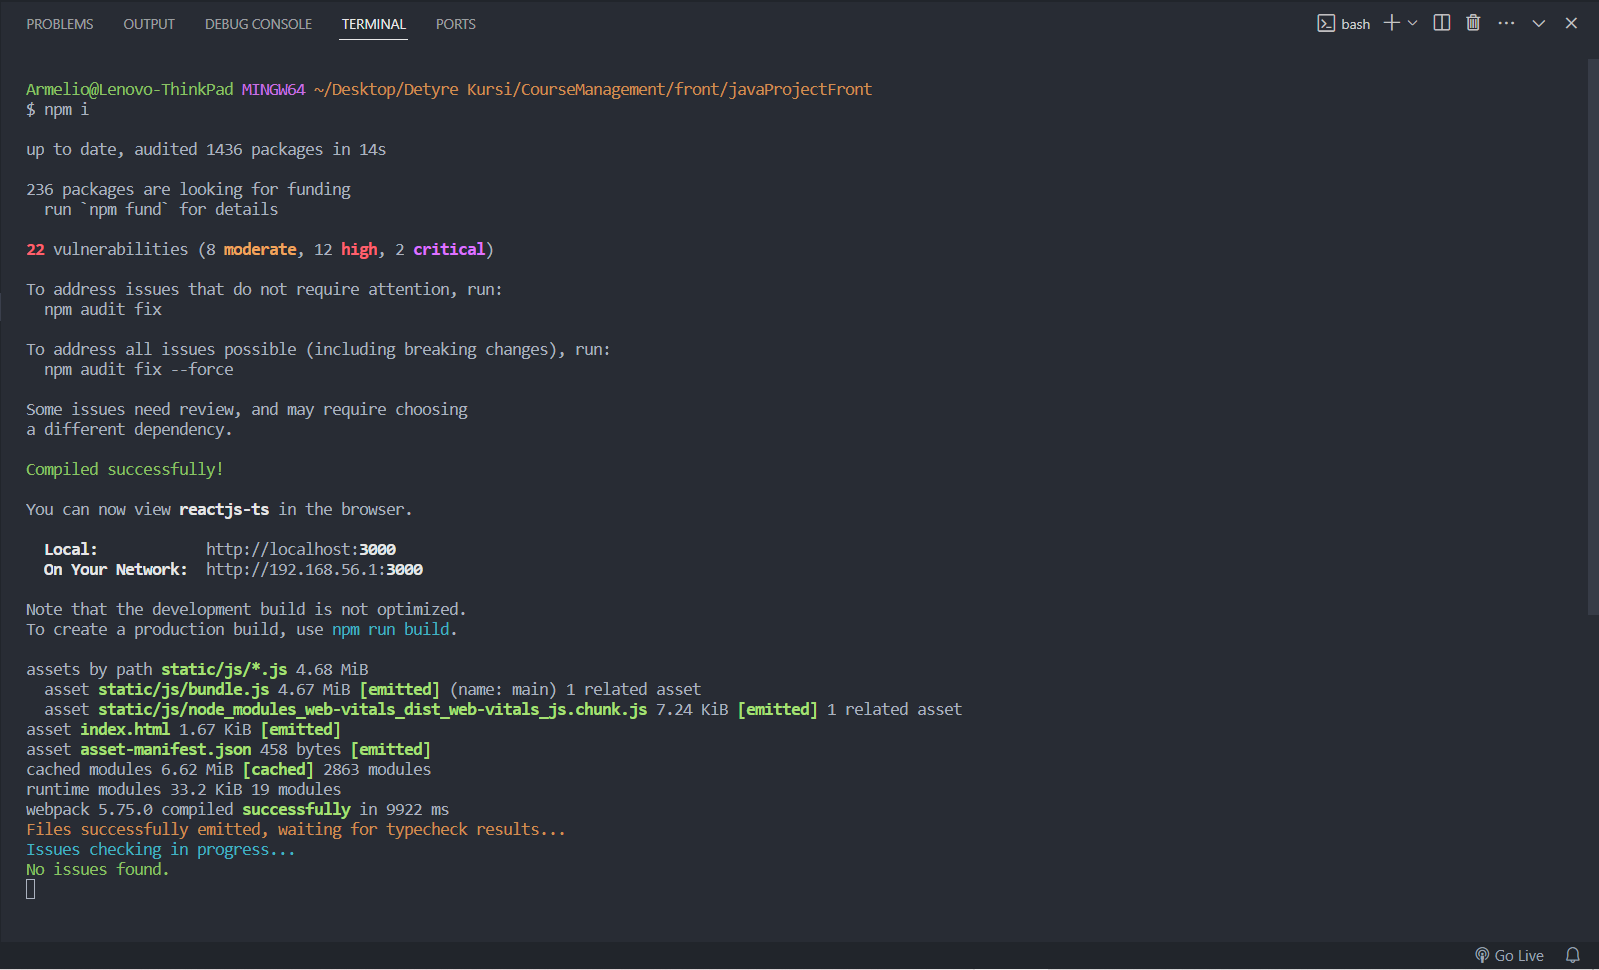 PROBLEMS OUTPUT DEBUG CONSOLE TERMINAL PORTS bash
Armelio@Lenovo-ThinkPad MINGW64 ~/Desktop/Detyre Kursi/CourseManagement/front/javaProjectFront
$ npm i
up to date, audited 1436 packages in 14s
236 packages are looking for funding
run `npm fund` for details
22 vulnerabilities (8 moderate, 12 high, 2 critical)
To address issues that do not require attention, run:
npm audit fix
To address all issues possible (including breaking changes), run:
npm audit fix --force
Some issues need review, and may require choosing
a different dependency.
Compiled successfully!
You can now view reactjs-ts in the browser.
Local: http://localhost:3000
On Your Network: http://192.168.56.1:3000
Note that the development build is not optimized.
To create a production build, use npm run build.
assets by path static/js/*.js 4.68 MiB
asset static/js/bundle.js 4.67 MiB [emitted] (name: main) 1 related asset
asset static/js/node_modules_web-vitals_dist_web-vitals_js.chunk.js 7.24 KiB [emitted] 1 related asset
asset index.html 1.67 KiB [emitted]
asset asset-manifest.json 458 bytes [emitted]
cached modules 6.62 MiB [cached] 2863 modules
runtime modules 33.2 KiB 19 modules
webpack 5.75.0 compiled successfully in 9922 ms
Files successfully emitted, waiting for typecheck results...
Issues checking in progress...
No issues found.
Go Live